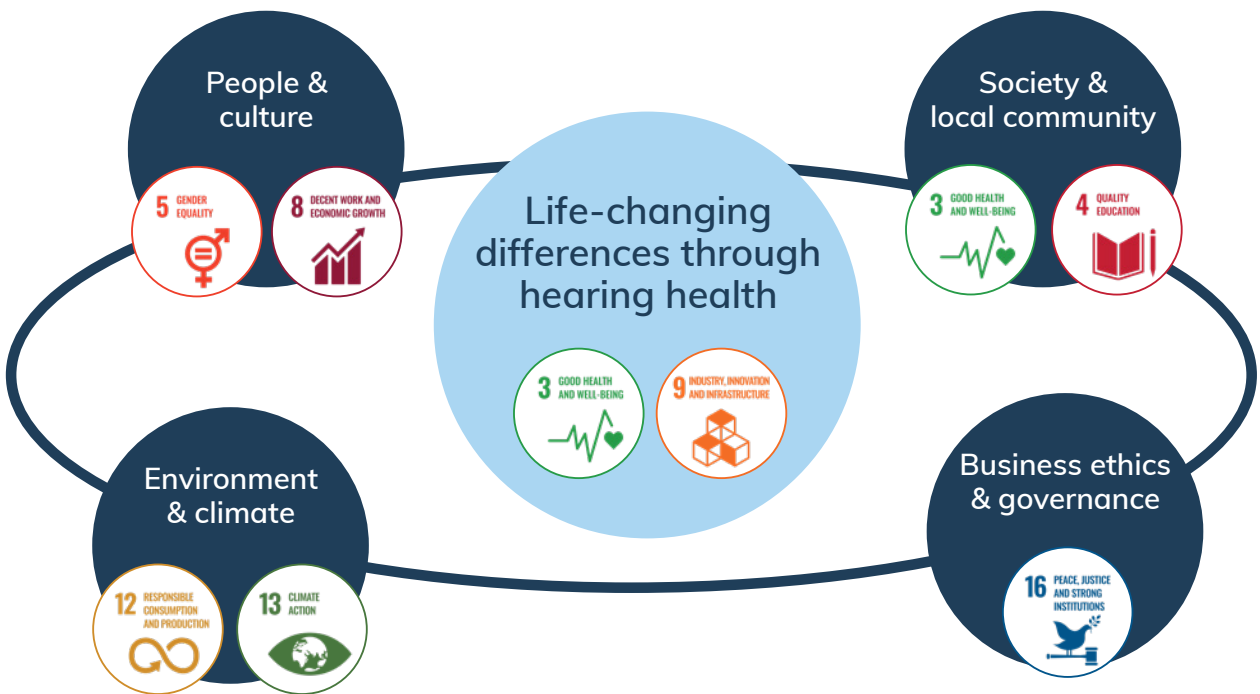 People &
culture
5 GENDER
EQUALITY
8 DECENT WORK AND
ECONOMIC GROWTH
Society &
local community
3 GOOD HEALTH
AND WELL-BEING
4 QUALITY
EDUCATION
Life-changing
differences through
hearing health
3 GOOD HEALTH
AND WELL-BEING
9 INDUSTRY, INNOVATION
AND INFRASTRUCTURE
Environment
& climate
12 RESPONSIBLE
CONSUMPTION
AND PRODUCTION
13 CLIMATE
ACTION
Business ethics
& governance
16 PEACE, JUSTICE
AND STRONG
INSTITUTIONS